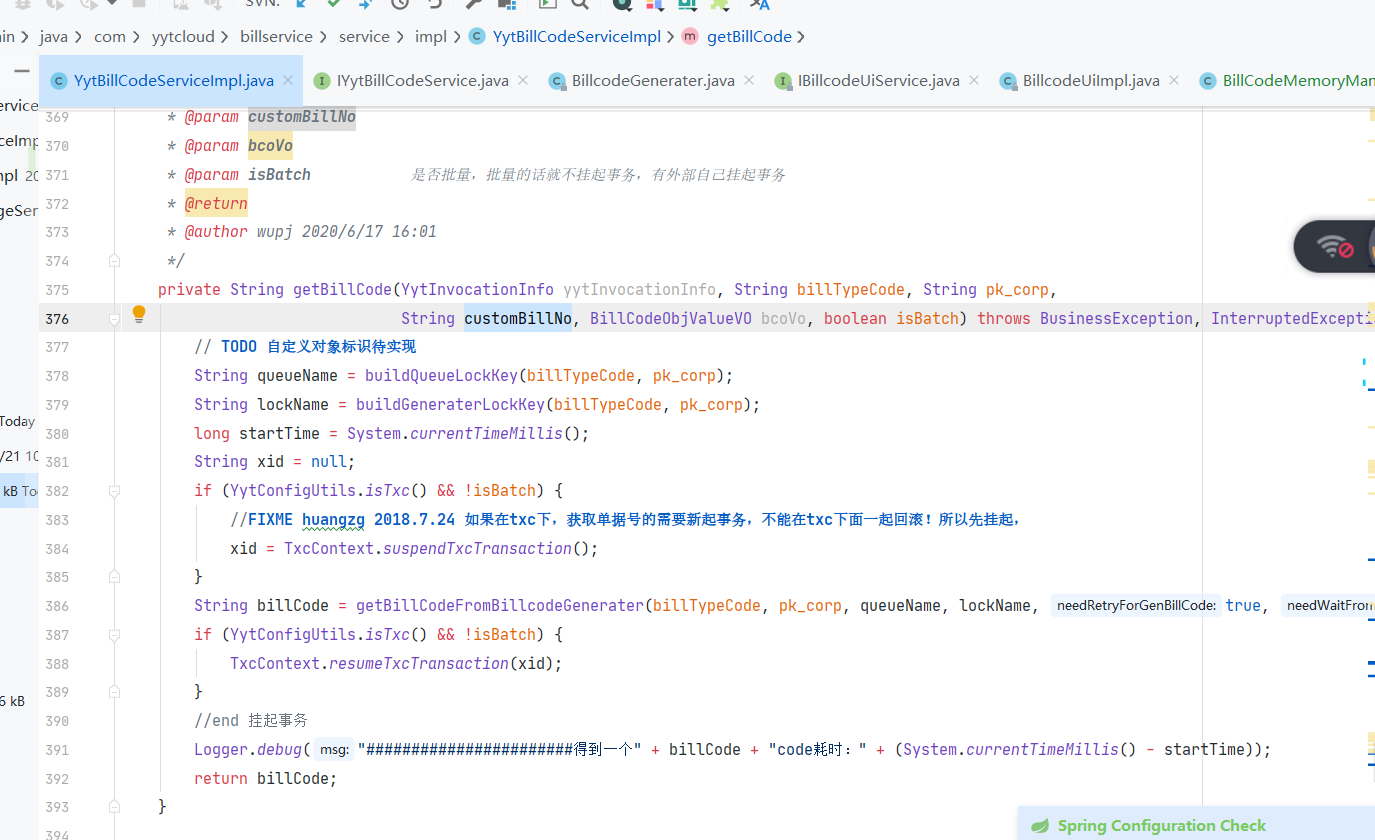 SVN:
in > java > com > yytcloud > billservice > service > impl > YytBillCodeServiceImpl > getBillCode >
YytBillCodeServiceImpl.java IYytBillCodeService.java BillcodeGenerater.java IBillcodeUiService.java BillcodeUiImpl.java BillCodeMemoryMan
369 * @param customBillNo
370 * @param bcoVo
371 * @param isBatch 是否批量，批量的话就不挂起事务，有外部自己挂起事务
372 * @return
373 * @author wupj 2020/6/17 16:01
374 */
375 private String getBillCode(YytInvocationInfo yytInvocationInfo, String billTypeCode, String pk_corp,
376 String customBillNo, BillCodeObjValueVO bcoVo, boolean isBatch) throws BusinessException, InterruptedExcepti
377 // TODO 自定义对象标识待实现
378 String queueName = buildQueueLockKey(billTypeCode, pk_corp);
379 String lockName = buildGeneraterLockKey(billTypeCode, pk_corp);
380 long startTime = System.currentTimeMillis();
381 String xid = null;
382 if (YytConfigUtils.isTxc() && !isBatch) {
383 //FIXME huangzg 2018.7.24 如果在txc下，获取单据号的需要新起事务，不能在txc下面一起回滚！所以先挂起，
384 xid = TxcContext.suspendTxcTransaction();
385 }
386 String billCode = getBillCodeFromBillcodeGenerater(billTypeCode, pk_corp, queueName, lockName, needRetryForGenBillCode: true, needWaitFrom
387 if (YytConfigUtils.isTxc() && !isBatch) {
388 TxcContext.resumeTxcTransaction(xid);
389 }
390 //end 挂起事务
391 Logger.debug( msg: "#######################得到一个" + billCode + "code耗时：" + (System.currentTimeMillis() - startTime));
392 return billCode;
393 }
394
ervice
ceImp
mpl 20
geSer
Today
/21 10
kB To
6 kB
Spring Configuration Check